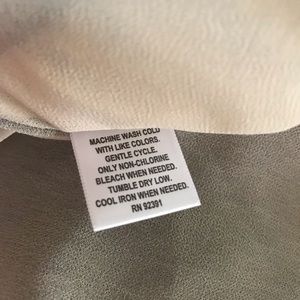 MACHINE WASH COLD
WITH LIKE COLORS.
GENTLE CYCLE.
ONLY NON-CHLORINE
BLEACH WHEN NEEDED.
TUMBLE DRY LOW.
COOL IRON WHEN NEEDED.
RN 92391